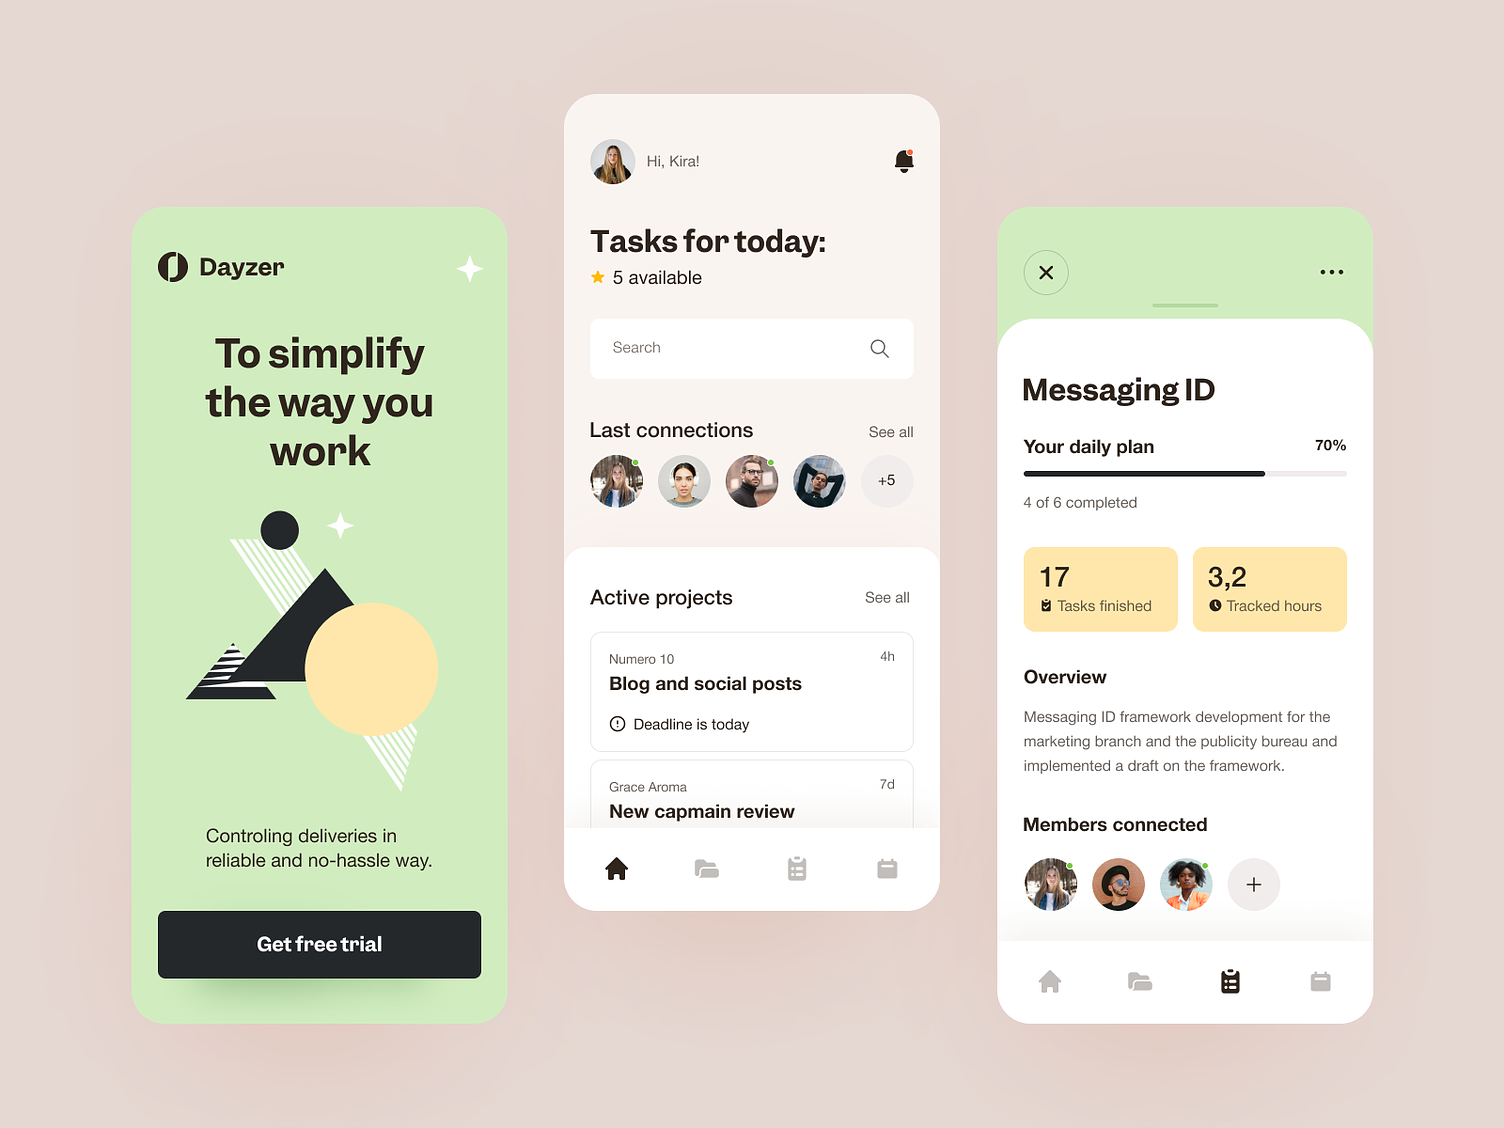 Dayzer
To simplify
the way you
work
Controling deliveries in
reliable and no-hassle way.
Get free trial
Hi, Kira!
Tasks for today:
5 available
Search
Last connections
See all
+5
Active projects
See all
Numero 10
4h
Blog and social posts
Deadline is today
Grace Aroma
7d
New capmain review
Messaging ID
Your daily plan
70%
4 of 6 completed
17
Tasks finished
3,2
Tracked hours
Overview
Messaging ID framework development for the
marketing branch and the publicity bureau and
implemented a draft on the framework.
Members connected